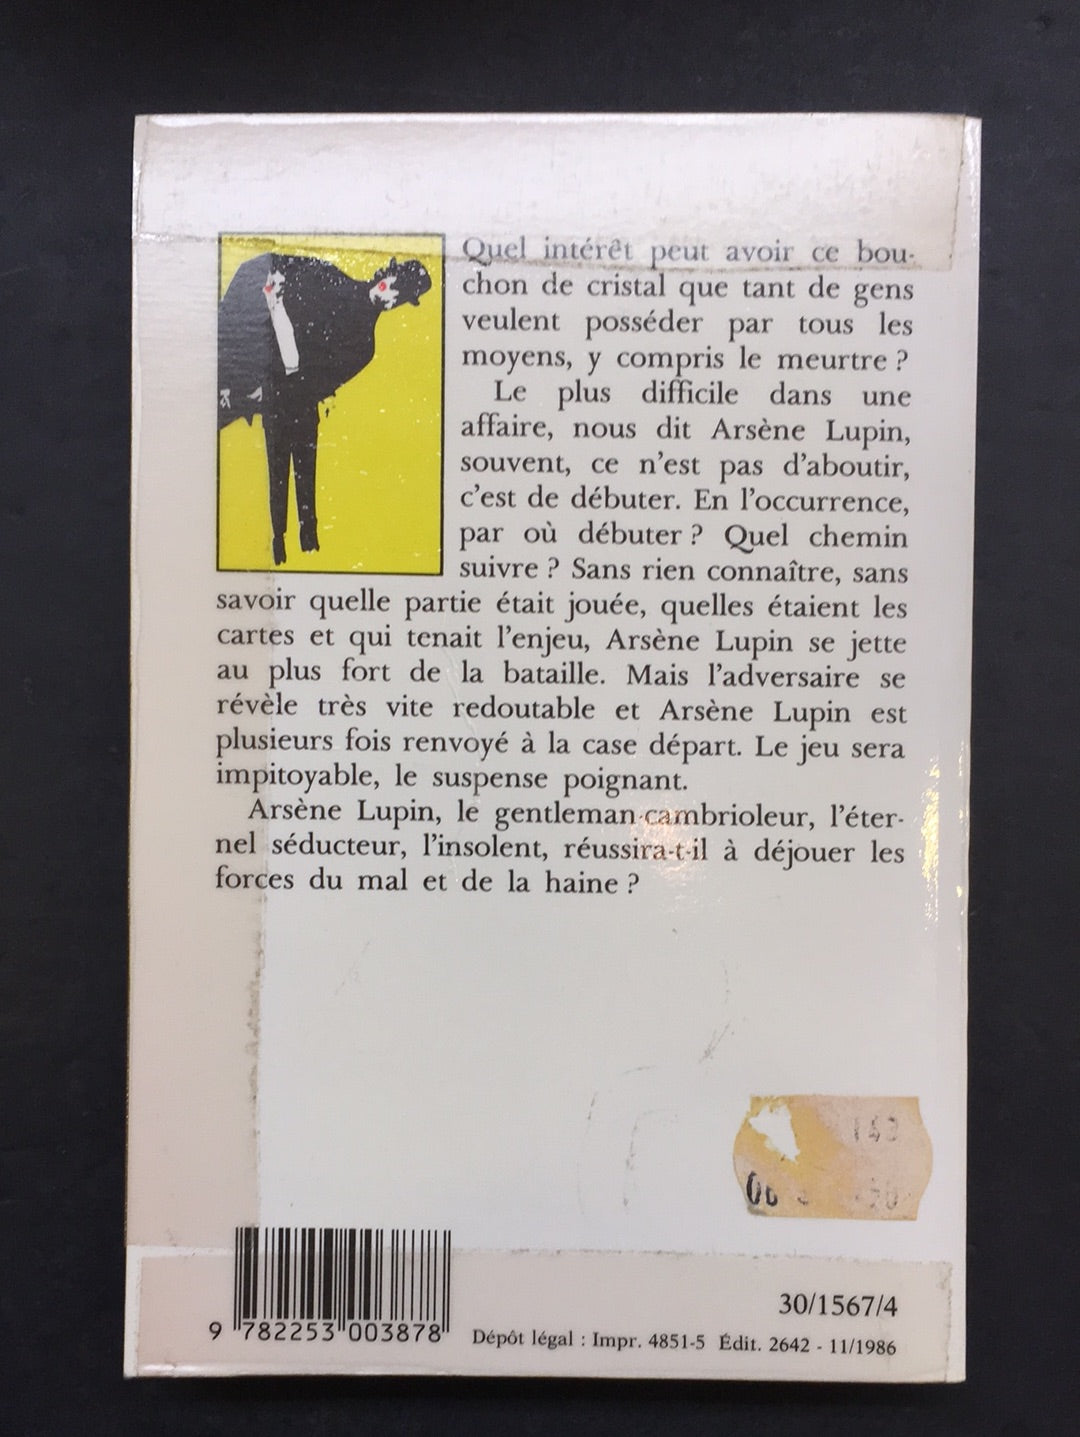 Quel intérêt peut avoir ce bou-
chon de cristal que tant de gens
veulent posséder par tous les
moyens, y compris le meurtre ?
Le plus difficile dans une
affaire, nous dit Arsène Lupin,
souvent, ce n'est pas d'aboutir,
c'est de débuter. En l'occurrence,
par où débuter ? Quel chemin
suivre ? Sans rien connaître, sans
savoir quelle partie était jouée, quelles étaient les
cartes et qui tenait l'enjeu, Arsène Lupin se jette
au plus fort de la bataille. Mais l'adversaire se
révèle très vite redoutable et Arsène Lupin est
plusieurs fois renvoyé à la case départ. Le jeu sera
impitoyable, le suspense poignant.
Arsène Lupin, le gentleman-cambrioleur, l'éter-
nel séducteur, l'insolent, réussira-t-il à déjouer les
forces du mal et de la haine ?
9 782253 003878
30/1567/4
Dépôt légal : Impr. 4851-5 Édit. 2642 - 11/1986